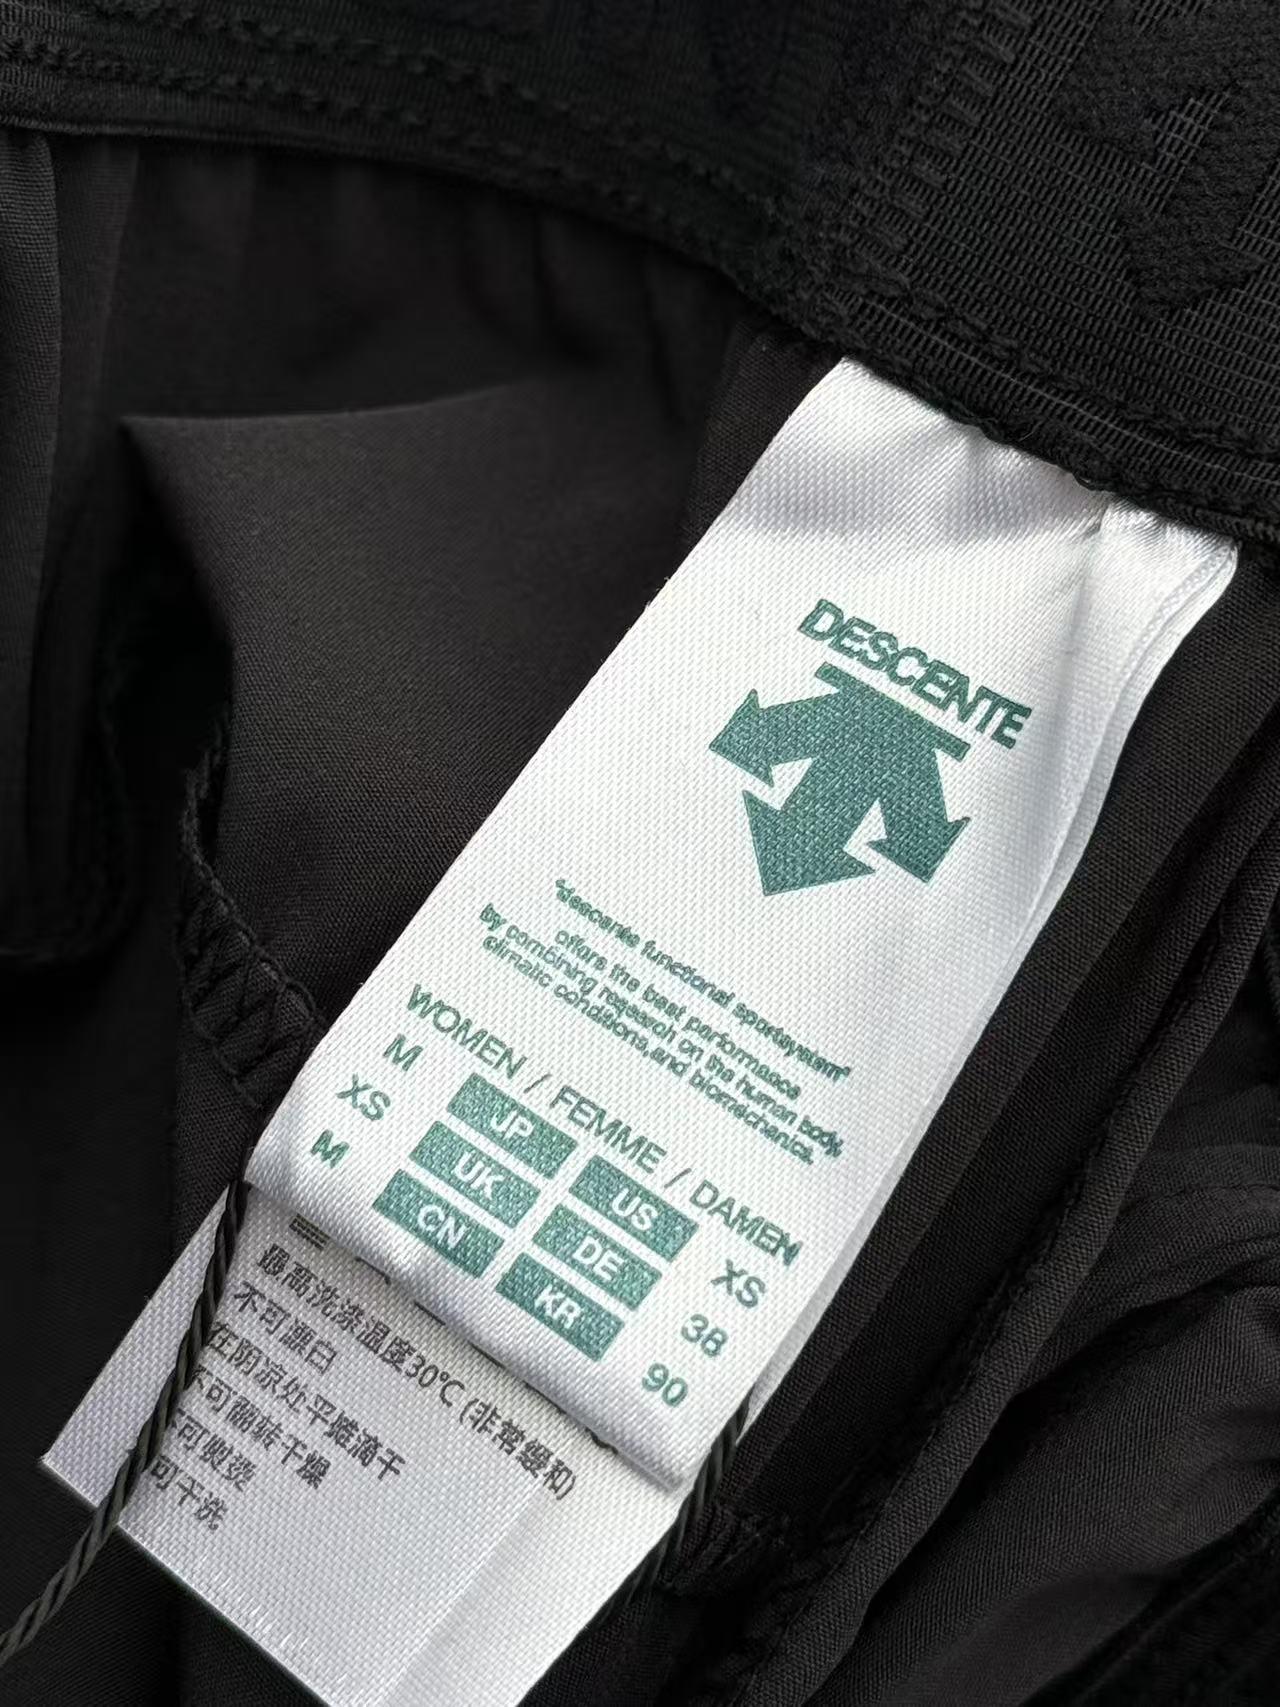 DESCENTE
"descente functional sportsystem"
offers the best performance
by combining research on the human body,
climatic conditions,and biomechanics.
WOMEN / FEMME / DAMEN
M JP US XS
XS UK DE 38
M CN KR 90
最高洗涤温度30℃ (非常缓和)
不可漂白
在阴凉处平摊滴干
不可翻转干燥
不可熨烫
可干洗